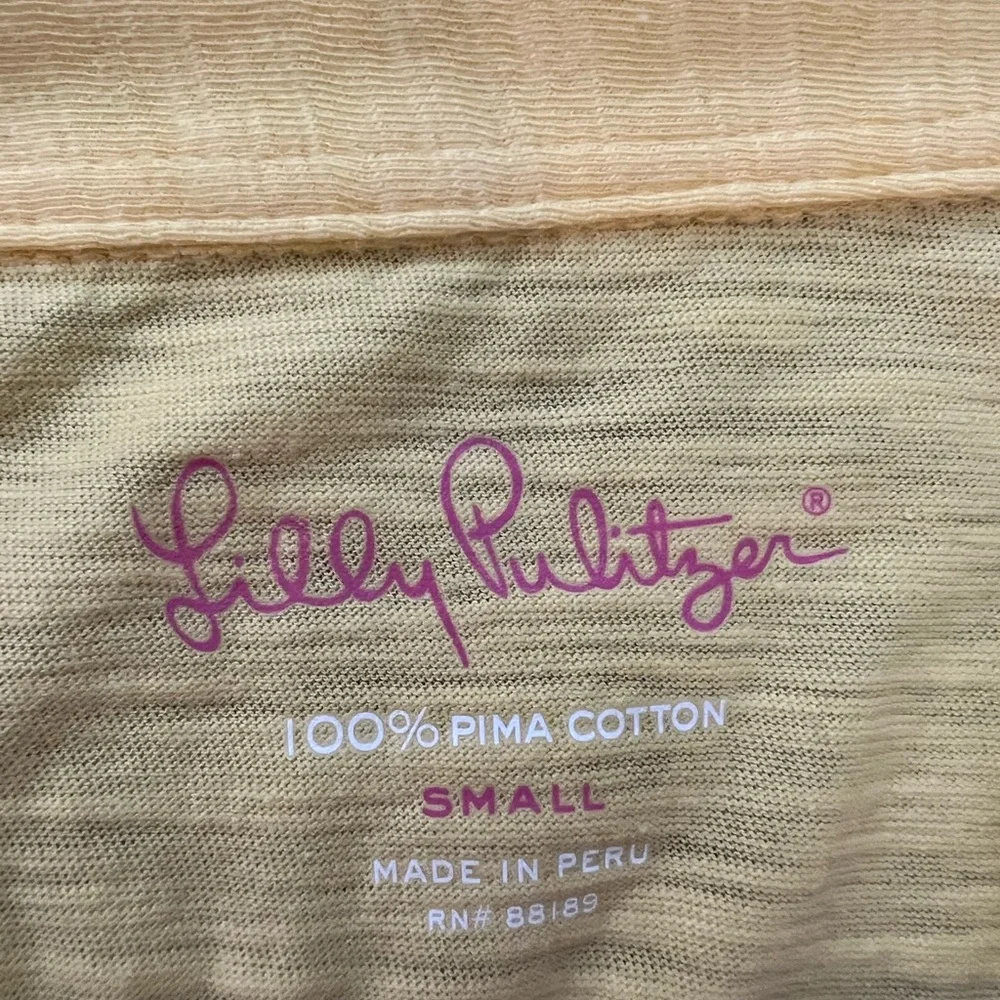 Lilly Pulitzer®
100% PIMA COTTON
SMALL
MADE IN PERU
RN# 88189